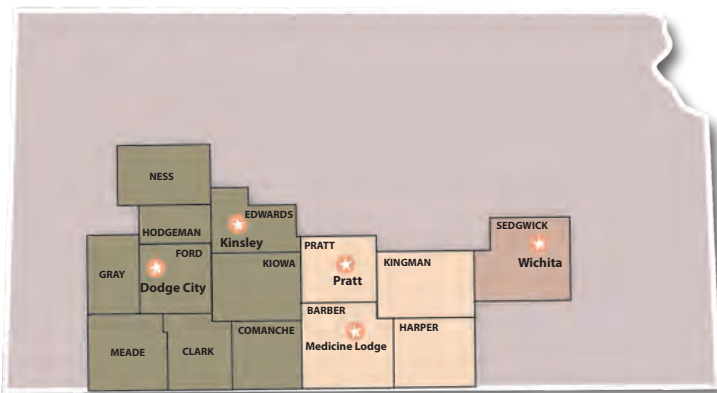 NESS
EDWARDS
HODGEMAN
Kinsley
SEDGWICK
Wichita
PRATT
Pratt
FORD
Dodge City
GRAY
KIOWA
KINGMAN
BARBER
Medicine Lodge
HARPER
COMANCHE
MEADE
CLARK